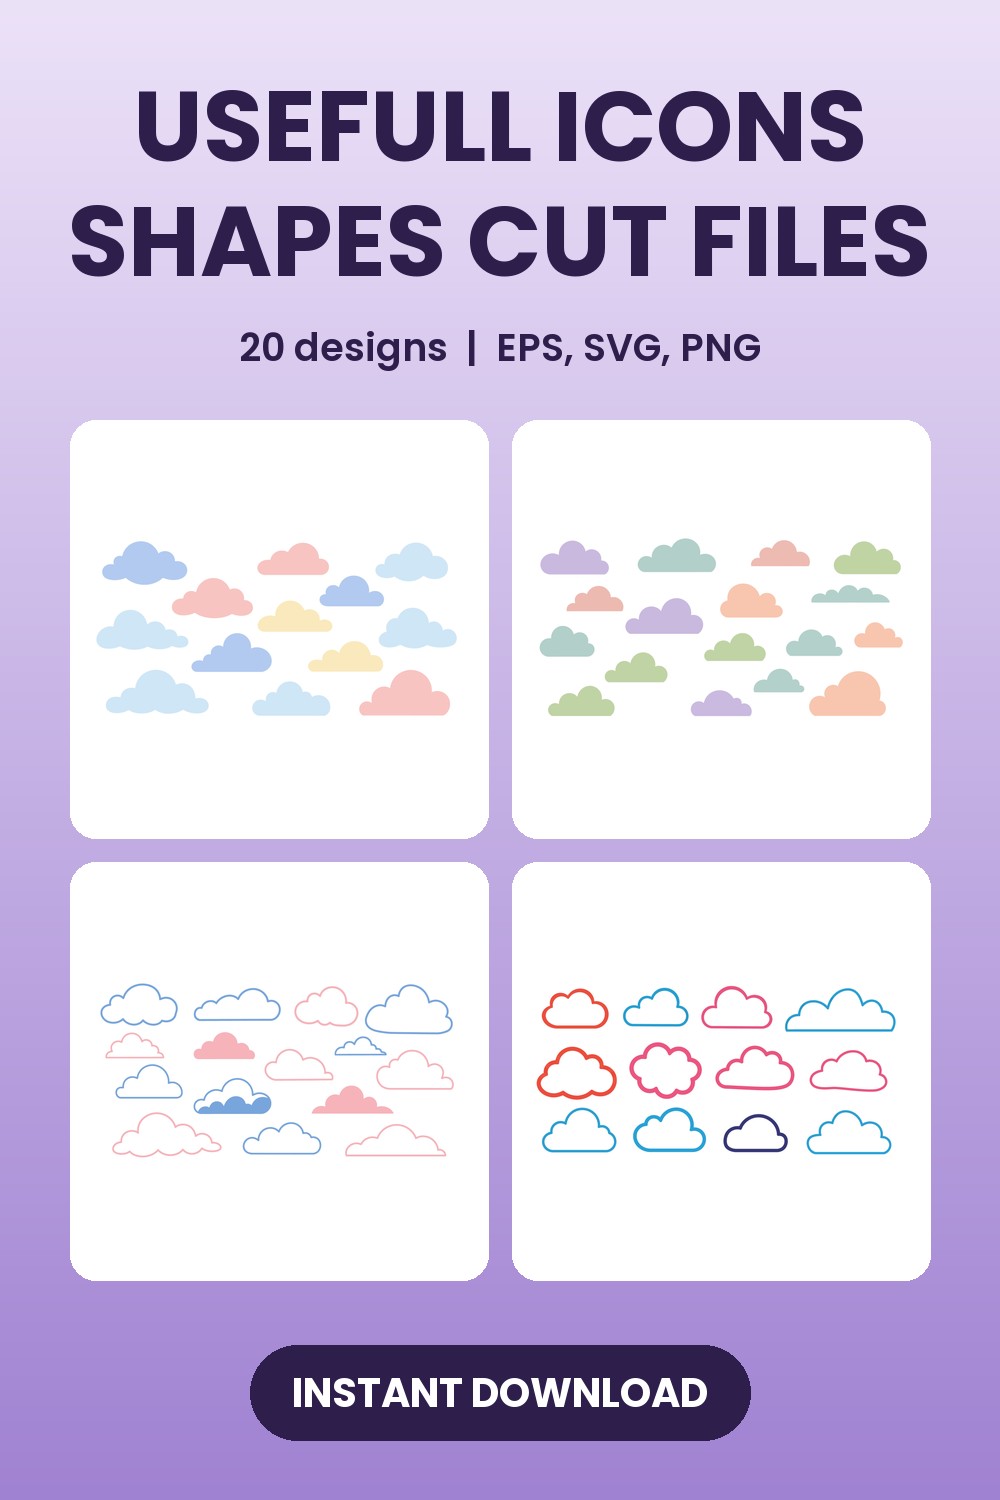 USEFULL ICONS
SHAPES CUT FILES
20 designs | EPS, SVG, PNG
INSTANT DOWNLOAD